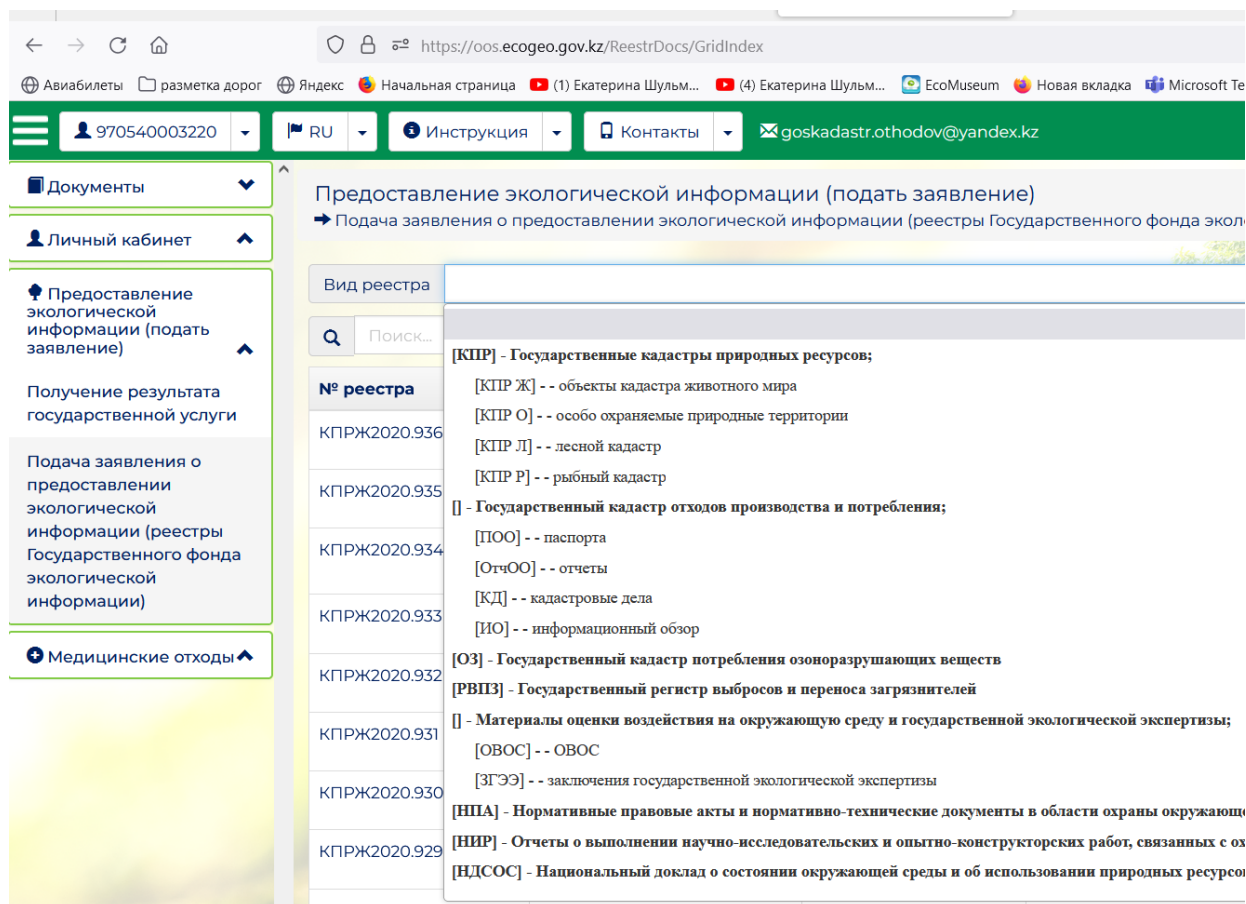 https://oos.ecogeo.gov.kz/ReestrDocs/GridIndex
Авиабилеты разметка дорог Яндекс Начальная страница (1) Екатерина Шульм... (4) Екатерина Шульм... EcoMuseum Новая вкладка Microsoft Te
970540003220 RU Инструкция Контакты goskadastr.othodov@yandex.kz
Документы
Личный кабинет
Предоставление
экологической
информации (подать
заявление)
Получение результата
государственной услуги
Подача заявления о
предоставлении
экологической
информации (реестры
Государственного фонда
экологической
информации)
Медицинские отходы
Предоставление экологической информации (подать заявление)
Подача заявления о предоставлении экологической информации (реестры Государственного фонда экол
Вид реестра
Поиск...
№ реестра
КПРЖ2020.936
КПРЖ2020.935
КПРЖ2020.934
КПРЖ2020.933
КПРЖ2020.932
КПРЖ2020.931
КПРЖ2020.930
КПРЖ2020.929
[КПР] - Государственные кадастры природных ресурсов;
[КПР Ж] - - объекты кадастра животного мира
[КПР О] - - особо охраняемые природные территории
[КПР Л] - - лесной кадастр
[КПР Р] - - рыбный кадастр
[] - Государственный кадастр отходов производства и потребления;
[ПОО] - - паспорта
[ОтчОО] - - отчеты
[КД] - - кадастровые дела
[ИО] - - информационный обзор
[ОЗ] - Государственный кадастр потребления озоноразрушающих веществ
[РВПЗ] - Государственный регистр выбросов и переноса загрязнителей
[] - Материалы оценки воздействия на окружающую среду и государственной экологической экспертизы;
[ОВОС] - - ОВОС
[ЗГЭЭ] - - заключения государственной экологической экспертизы
[НПА] - Нормативные правовые акты и нормативно-технические документы в области охраны окружающе
[НИР] - Отчеты о выполнении научно-исследовательских и опытно-конструкторских работ, связанных с ох
[НДСОС] - Национальный доклад о состоянии окружающей среды и об использовании природных ресурсо